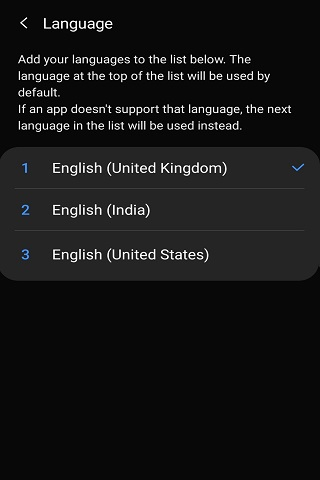 Language
Add your languages to the list below. The
language at the top of the list will be used by
default.
If an app doesn't support that language, the next
language in the list will be used instead.
1 English (United Kingdom)
2 English (India)
3 English (United States)